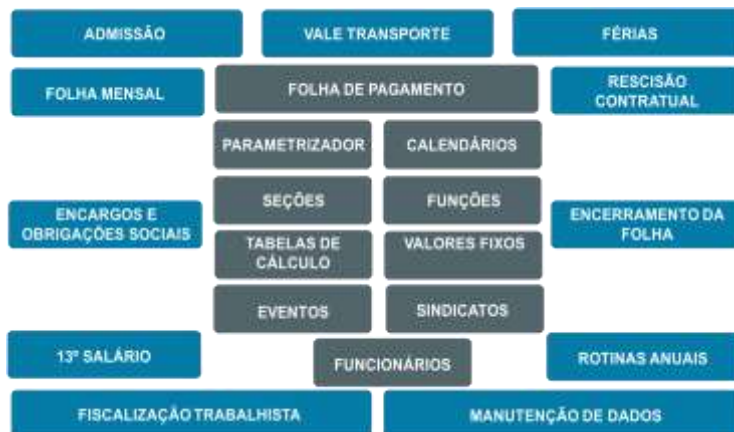 ADMISSÃO
VALE TRANSPORTE
FÉRIAS
FOLHA MENSAL
FOLHA DE PAGAMENTO
RESCISÃO
CONTRATUAL
PARAMETRIZADOR
CALENDÁRIOS
SEÇÕES
FUNÇÕES
ENCARGOS E
OBRIGAÇÕES SOCIAIS
ENCERRAMENTO DA
FOLHA
TABELAS DE
CÁLCULO
VALORES FIXOS
EVENTOS
SINDICATOS
13º SALÁRIO
FUNCIONÁRIOS
ROTINAS ANUAIS
FISCALIZAÇÃO TRABALHISTA
MANUTENÇÃO DE DADOS